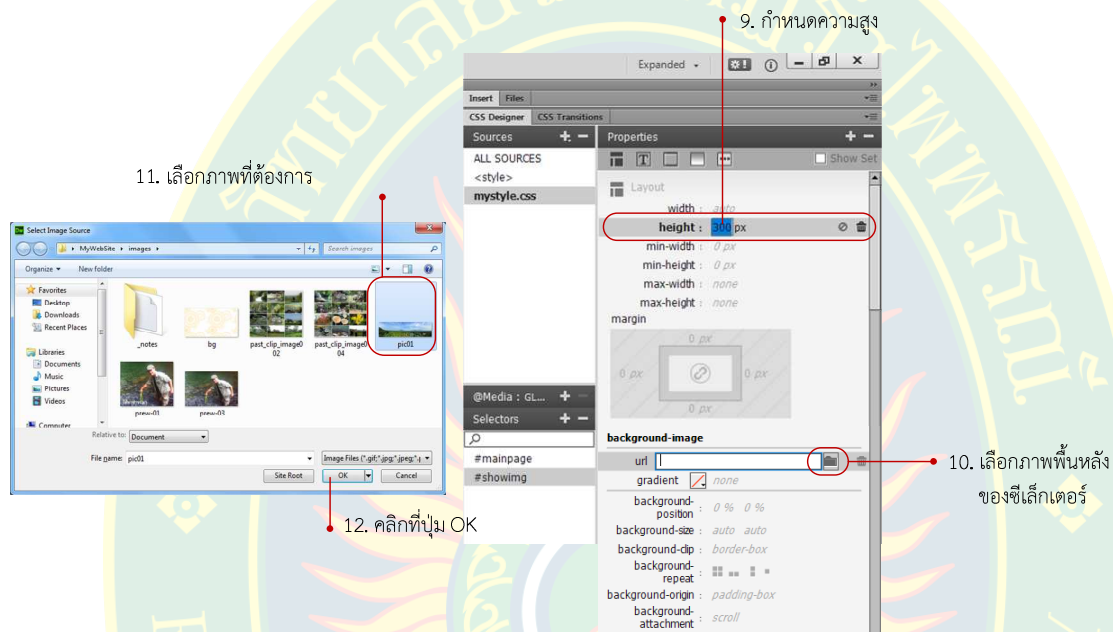 9. กำหนดความสูง
Expanded
Insert Files
CSS Designer CSS Transitions
Sources
Properties
ALL SOURCES
<style>
mystyle.css
Show Set
Layout
width : auto
height : 300 px
min-width : 0 px
min-height : 0 px
max-width : none
max-height : none
margin
0 px
0 px 0 px
0 px
@Media : GL...
Selectors
#mainpage
#showimg
background-image
url
gradient none
background-position : 0 % 0 %
background-size : auto auto
background-clip : border-box
background-repeat :
background-origin : padding-box
background-attachment : scroll
10. เลือกภาพพื้นหลัง
ของซีเล็กเตอร์
11. เลือกภาพที่ต้องการ
Select Image Source
MyWebSite images
Search images
Organize New folder
Favorites
Desktop
Downloads
Recent Places
Libraries
Documents
Music
Pictures
Videos
Computer
_notes
bg
past_clip_image0
02
past_clip_image0
04
pic01
prew-01
prew-03
Relative to: Document
File name: pic01
Image Files (*.gif;*.jpg;*.jpeg;*.p
Site Root OK Cancel
12. คลิกที่ปุ่ม OK